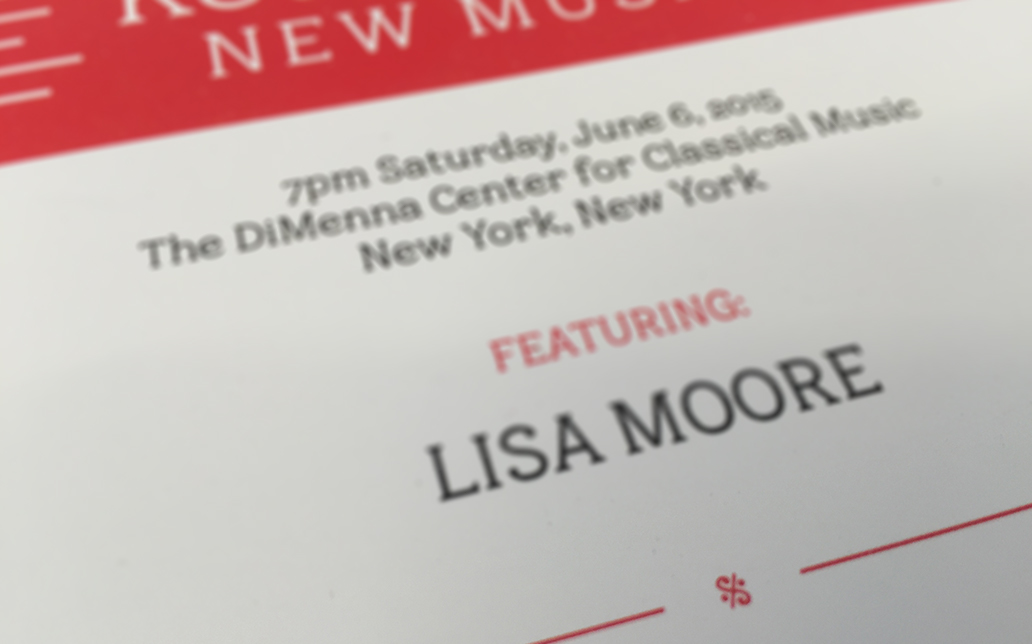 NEW MUSIC
7pm Saturday, June 6, 2015
The DiMenna Center for Classical Music
New York, New York
FEATURING:
LISA MOORE